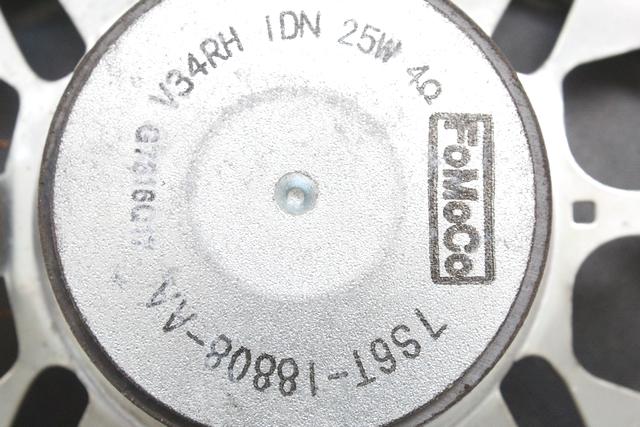 V34RH IDN 25W 4Ω
FoMoCo
7S6T-18808-AA